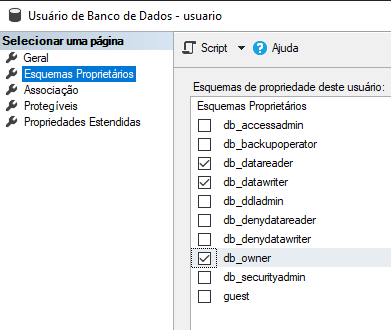 Usuário de Banco de Dados - usuario
Selecionar uma página
Geral
Esquemas Proprietários
Associação
Protegíveis
Propriedades Estendidas
Script
Ajuda
Esquemas de propriedade deste usuário:
Esquemas Proprietários
db_accessadmin
db_backupoperator
db_datareader
db_datawriter
db_ddladmin
db_denydatareader
db_denydatawriter
db_owner
db_securityadmin
guest